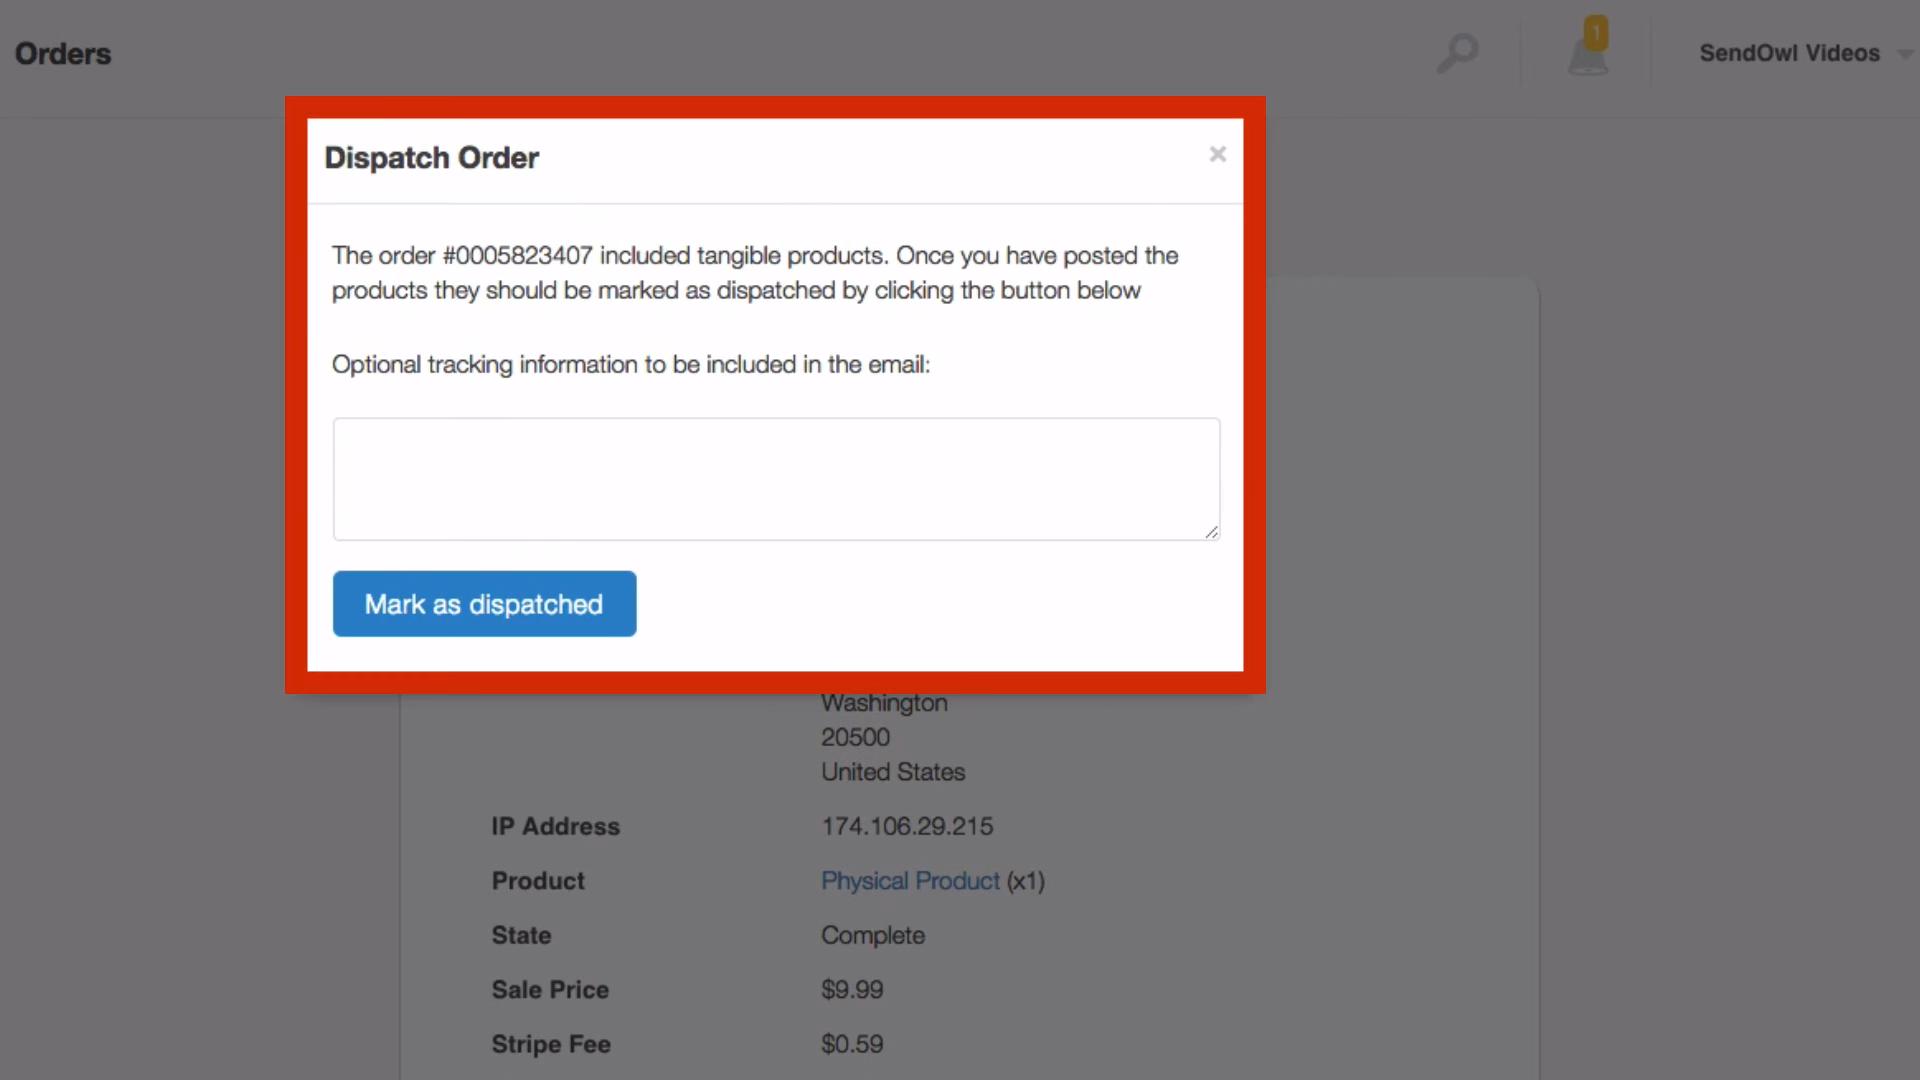 Orders
1
SendOwl Videos
Dispatch Order
×
The order #0005823407 included tangible products. Once you have posted the
products they should be marked as dispatched by clicking the button below
Optional tracking information to be included in the email:
Mark as dispatched
Washington
20500
United States
IP Address 174.106.29.215
Product Physical Product (x1)
State Complete
Sale Price $9.99
Stripe Fee $0.59